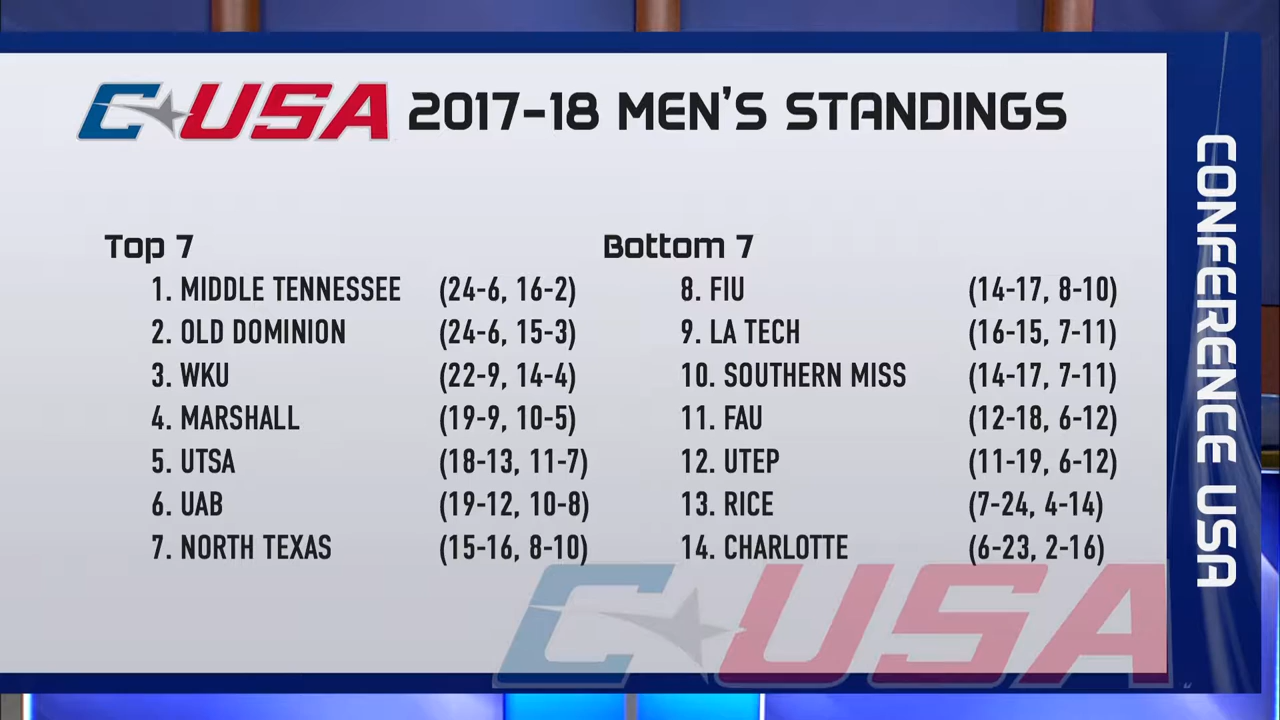 C USA 2017-18 MEN'S STANDINGS
Top 7
1. MIDDLE TENNESSEE (24-6, 16-2)
2. OLD DOMINION (24-6, 15-3)
3. WKU (22-9, 14-4)
4. MARSHALL (19-9, 10-5)
5. UTSA (18-13, 11-7)
6. UAB (19-12, 10-8)
7. NORTH TEXAS (15-16, 8-10)
Bottom 7
8. FIU (14-17, 8-10)
9. LA TECH (16-15, 7-11)
10. SOUTHERN MISS (14-17, 7-11)
11. FAU (12-18, 6-12)
12. UTEP (11-19, 6-12)
13. RICE (7-24, 4-14)
14. CHARLOTTE (6-23, 2-16)
C USA
CONFERENCE USA